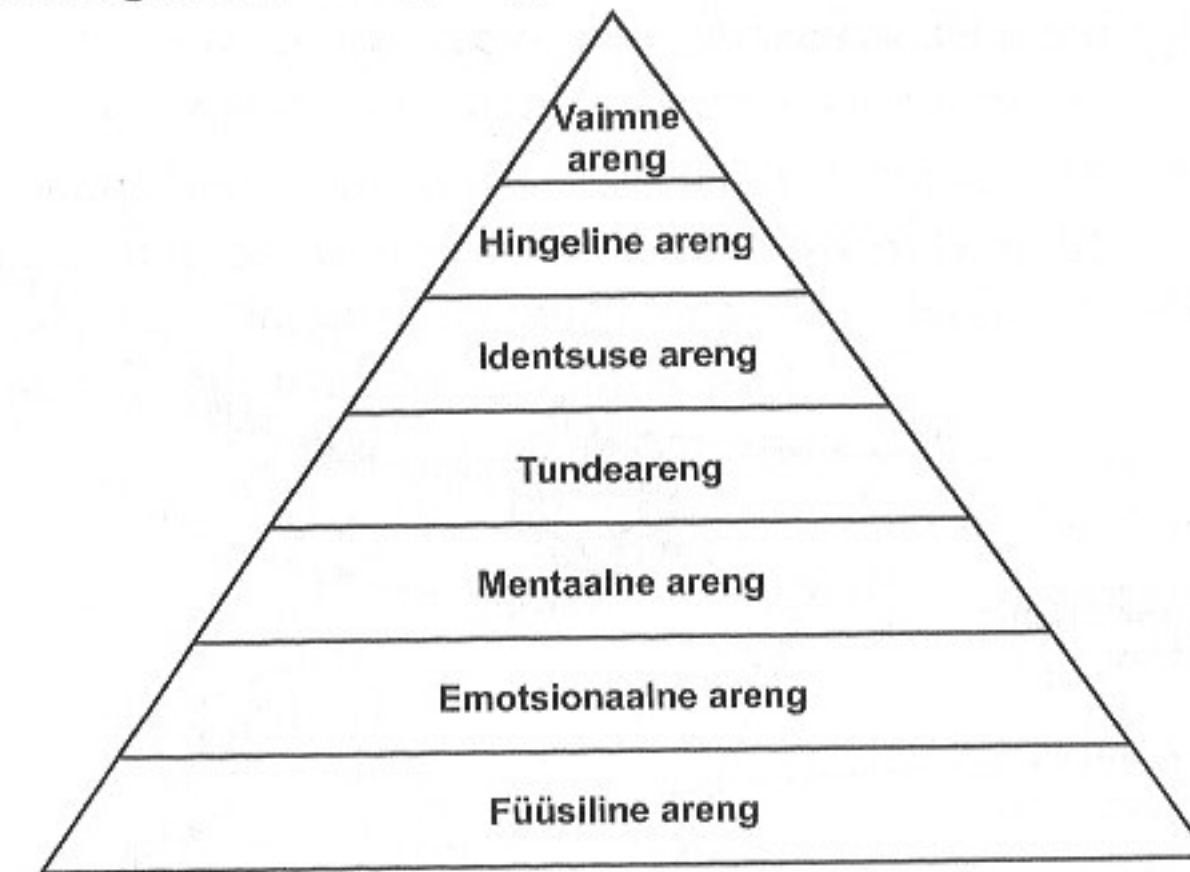 Vaimne
areng
Hingeline areng
Identsuse areng
Tundeareng
Mentaalne areng
Emotsionaalne areng
Füüsiline areng